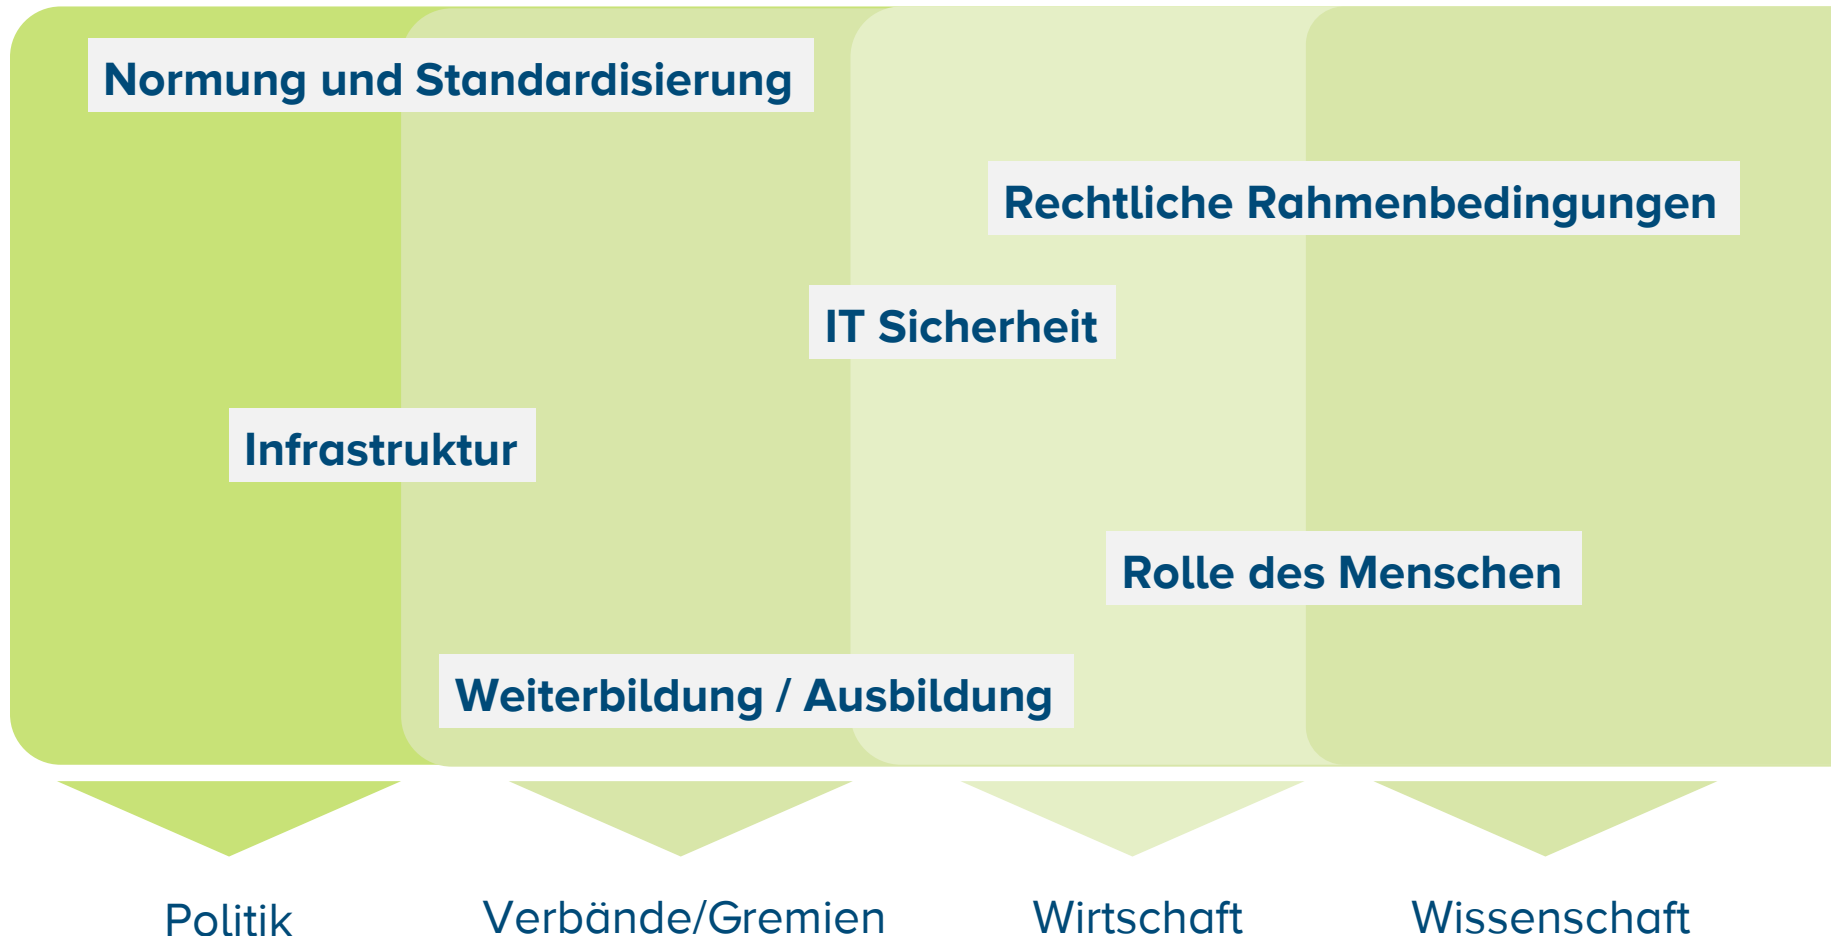 Normung und Standardisierung
Rechtliche Rahmenbedingungen
IT Sicherheit
Infrastruktur
Rolle des Menschen
Weiterbildung / Ausbildung
Politik
Verbände/Gremien
Wirtschaft
Wissenschaft